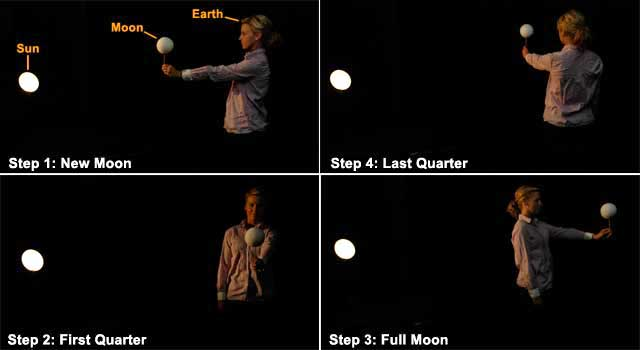 Sun
Moon
Earth
Step 1: New Moon
Step 4: Last Quarter
Step 2: First Quarter
Step 3: Full Moon